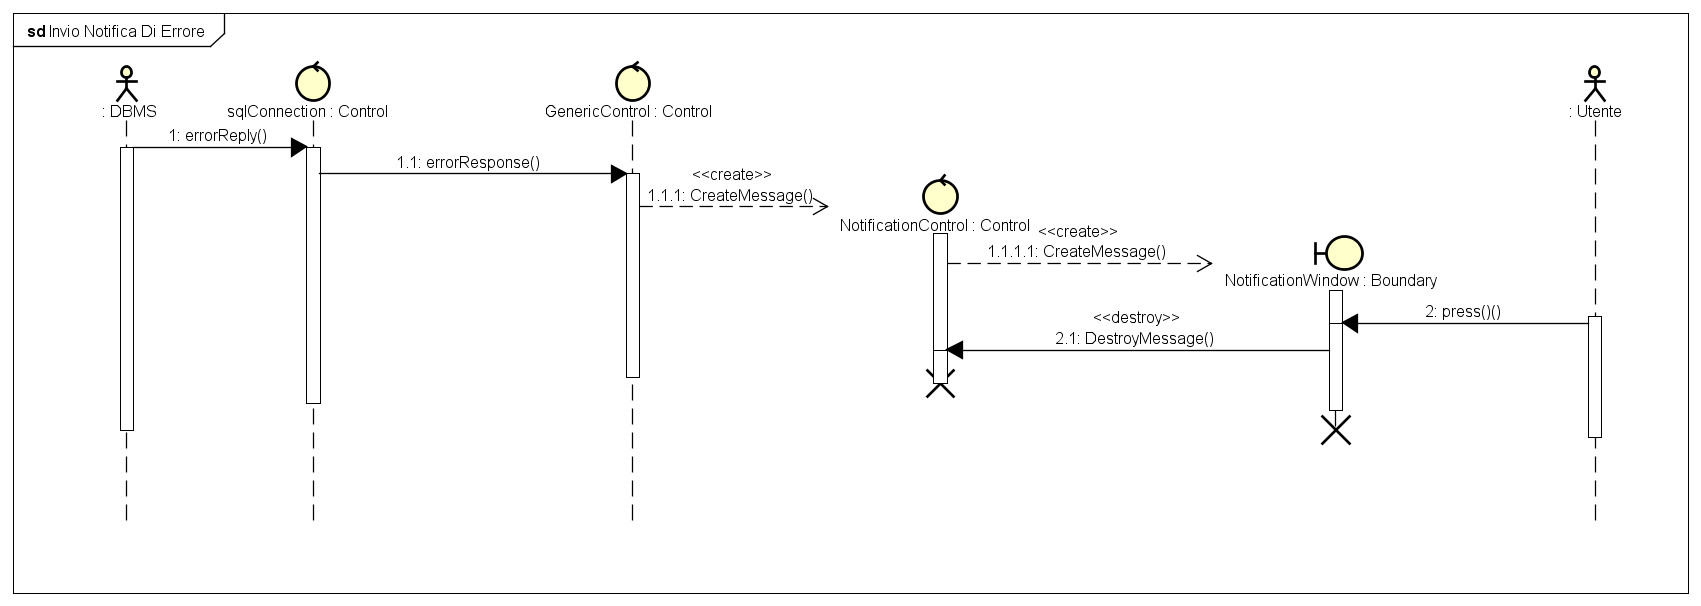 sd Invio Notifica Di Errore
: DBMS
sqlConnection : Control
GenericControl : Control
: Utente
1: errorReply()
1.1: errorResponse()
<<create>>
1.1.1: CreateMessage()
NotificationControl : Control
<<create>>
1.1.1.1: CreateMessage()
NotificationWindow : Boundary
2: press()()
<<destroy>>
2.1: DestroyMessage()